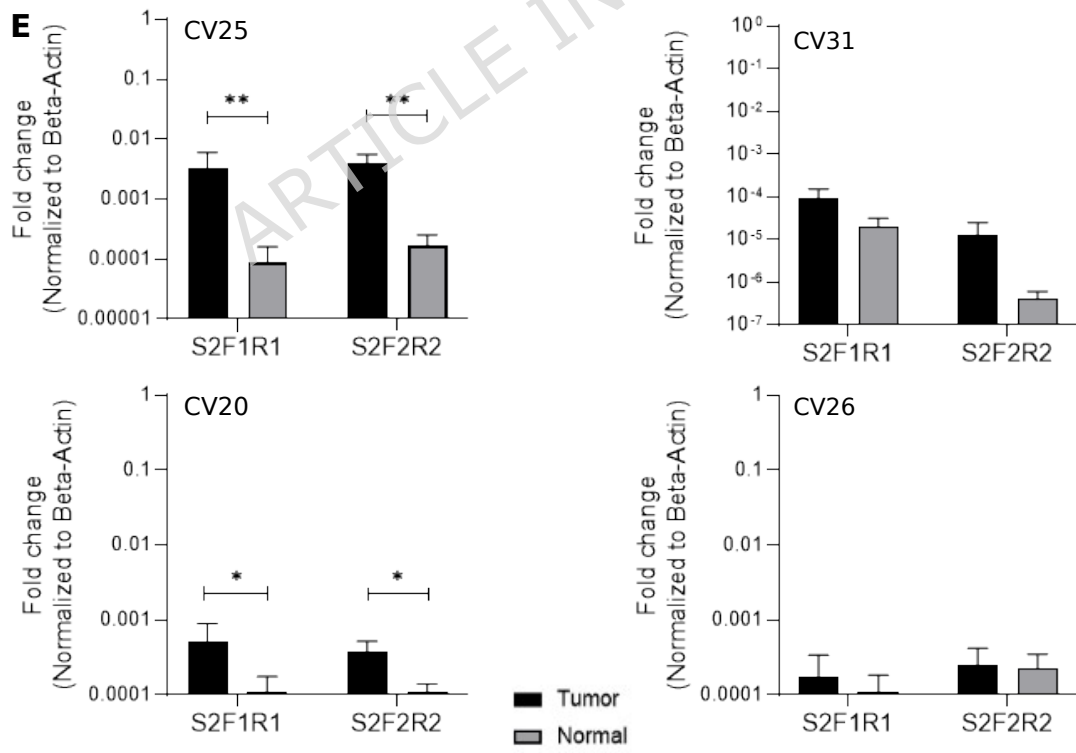 E
CV25
1
0.1
0.01
0.001
0.0001
0.00001
Fold change
(Normalized to Beta-Actin)
**
**
S2F1R1
S2F2R2
CV31
10⁰
10⁻¹
10⁻²
10⁻³
10⁻⁴
10⁻⁵
10⁻⁶
10⁻⁷
Fold change
(Normalized to Beta-Actin)
S2F1R1
S2F2R2
CV20
1
0.1
0.01
0.001
0.0001
Fold change
(Normalized to Beta-Actin)
*
*
S2F1R1
S2F2R2
CV26
1
0.1
0.01
0.001
0.0001
Fold change
(Normalized to Beta-Actin)
S2F1R1
S2F2R2
Tumor
Normal
ARTICLE IN